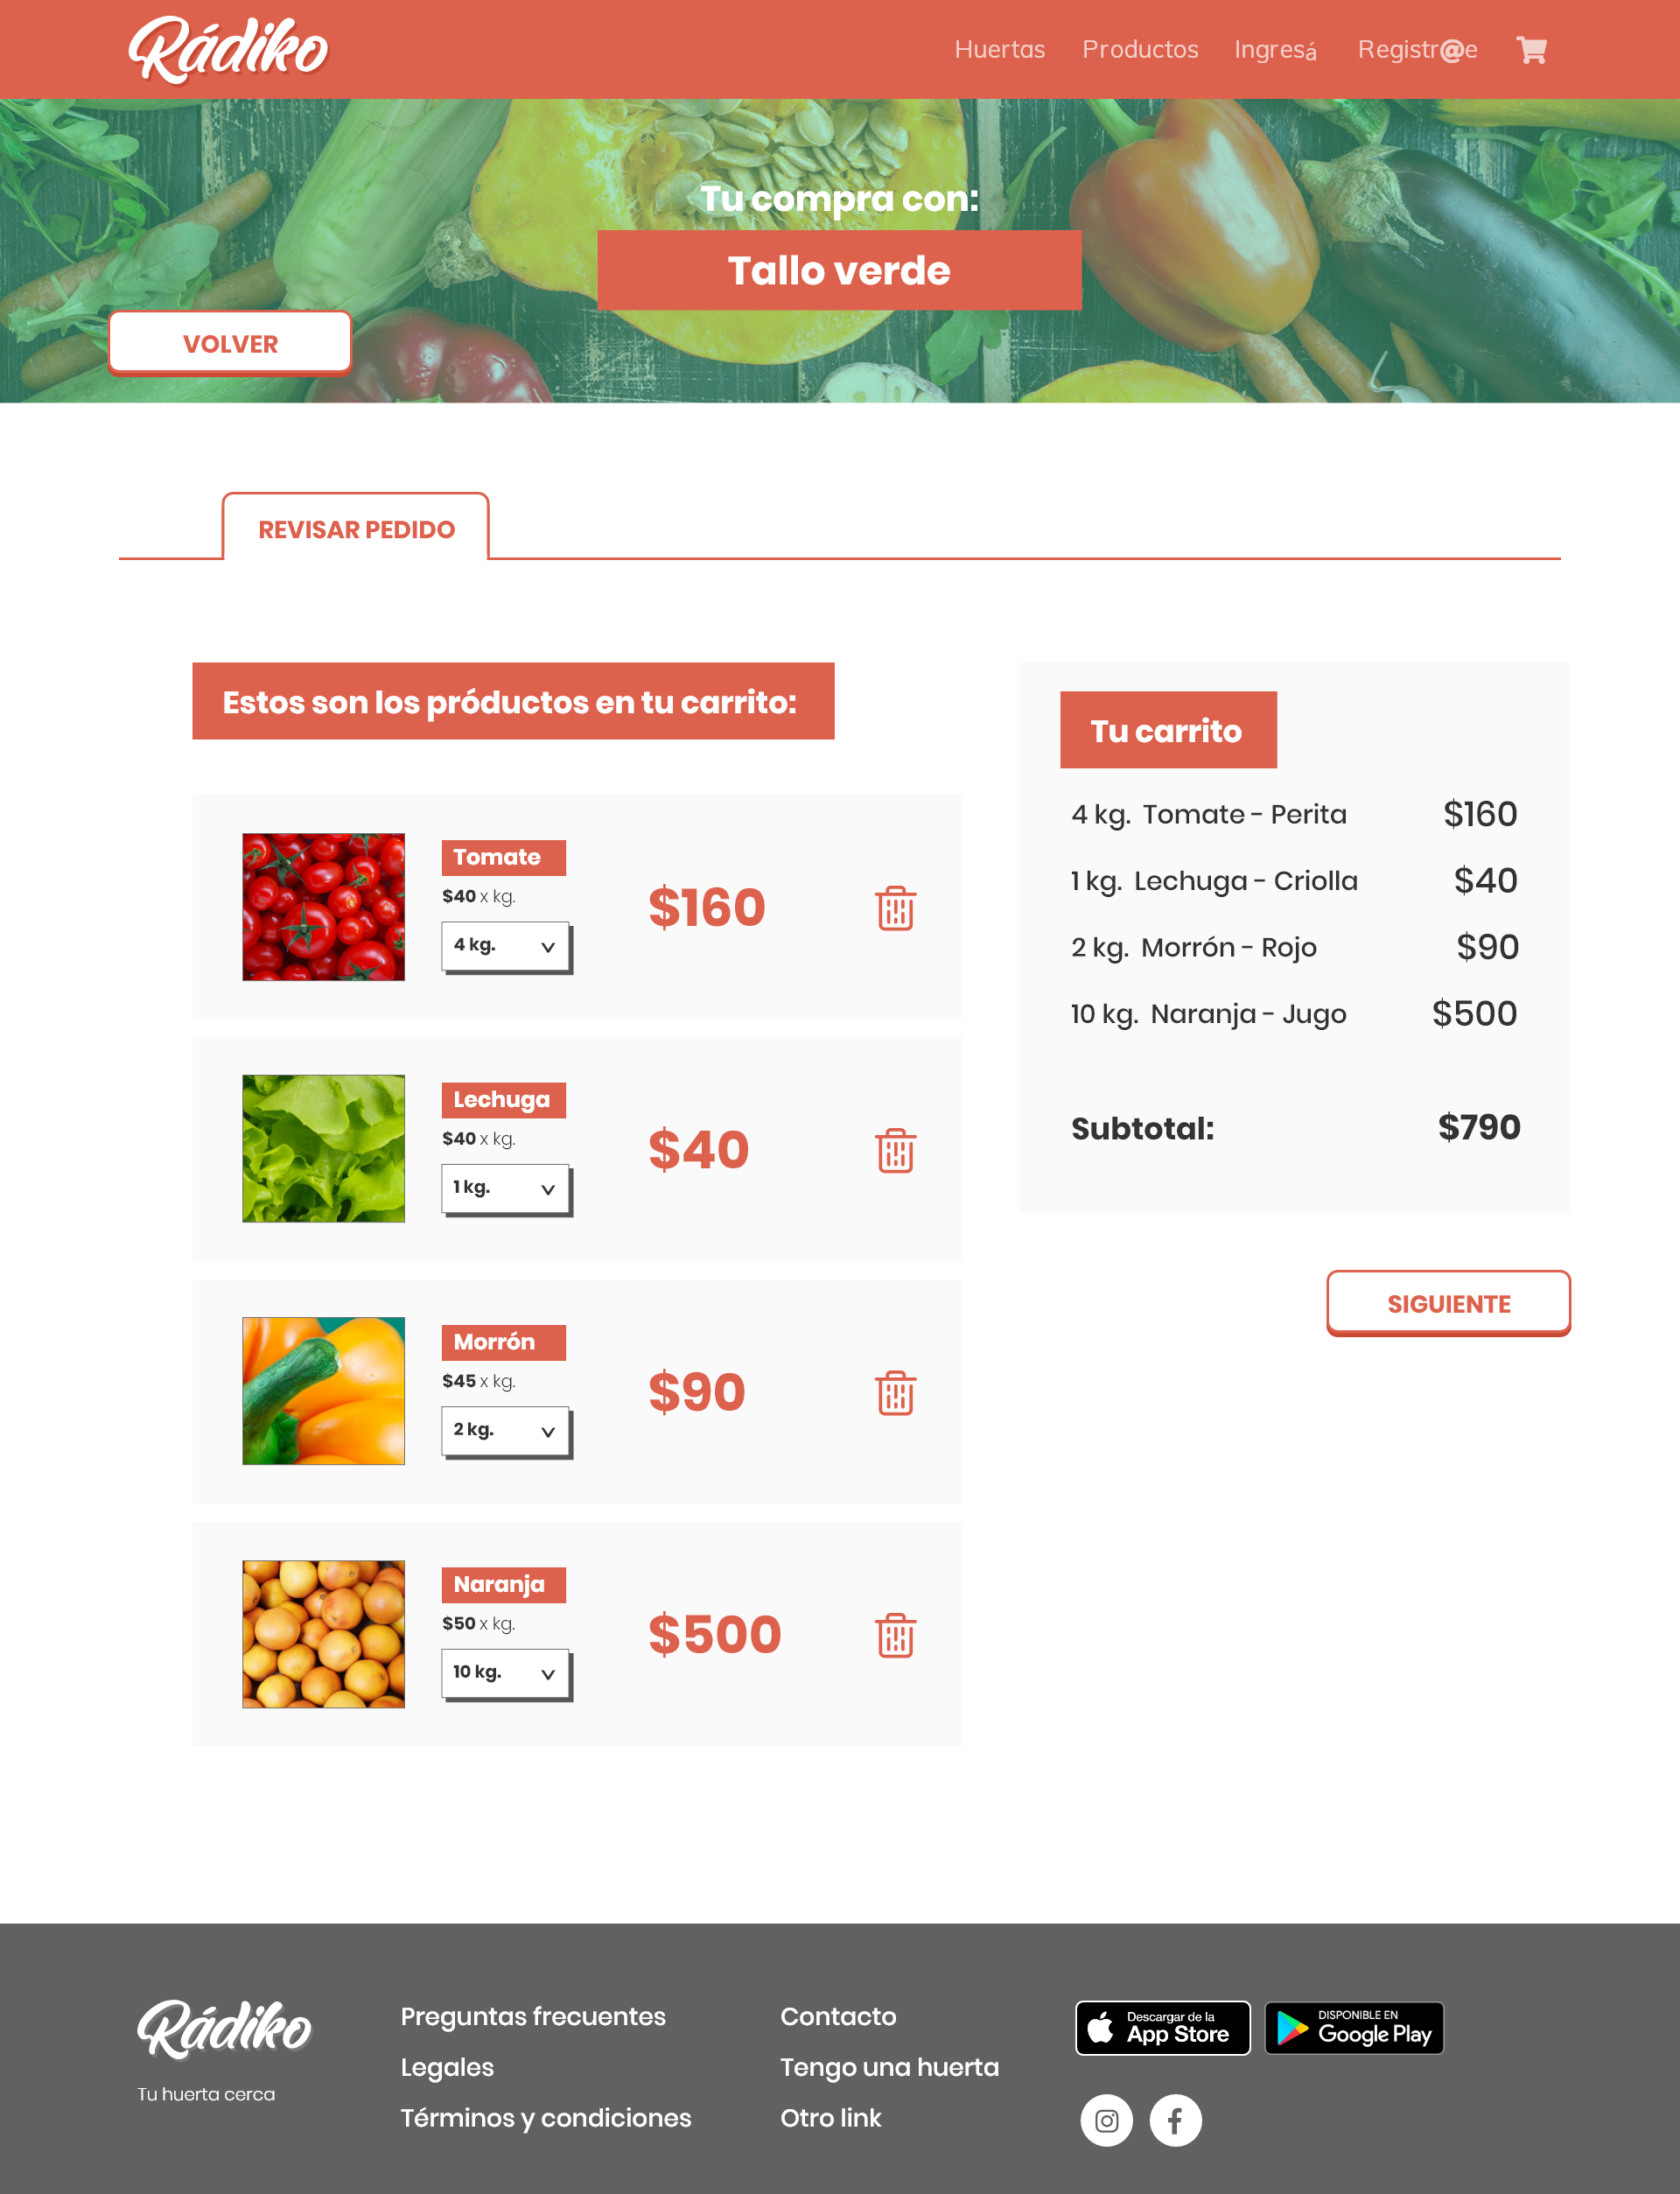 Rádiko
Huertas Productos Ingresá Registr@e
Tu compra con:
Tallo verde
VOLVER
REVISAR PEDIDO
Estos son los próductos en tu carrito:
Tomate
$40 x kg.
4 kg.
$160
Lechuga
$40 x kg.
1 kg.
$40
Morrón
$45 x kg.
2 kg.
$90
Naranja
$50 x kg.
10 kg.
$500
Tu carrito
4 kg. Tomate - Perita $160
1 kg. Lechuga - Criolla $40
2 kg. Morrón - Rojo $90
10 kg. Naranja - Jugo $500
Subtotal: $790
SIGUIENTE
Rádiko
Tu huerta cerca
Preguntas frecuentes
Legales
Términos y condiciones
Contacto
Tengo una huerta
Otro link
Descargar de la
App Store
DISPONIBLE EN
Google Play